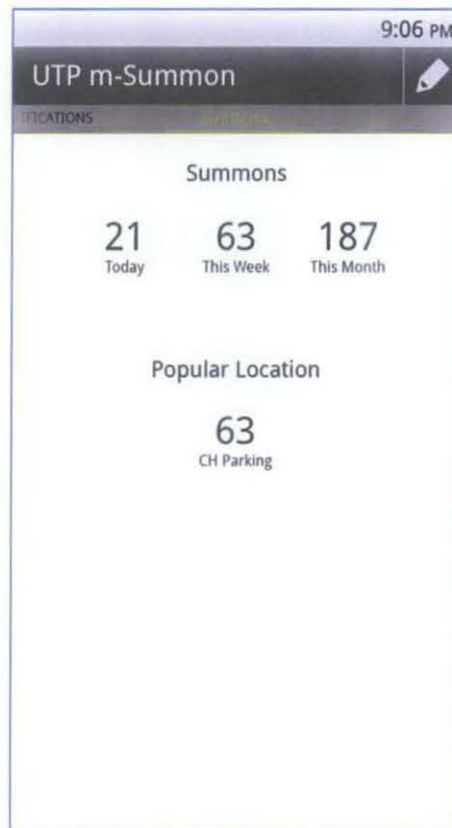 9:06 PM
UTP m-Summon
IFICATIONS
Summons
21 63 187
Today This Week This Month
Popular Location
63
CH Parking